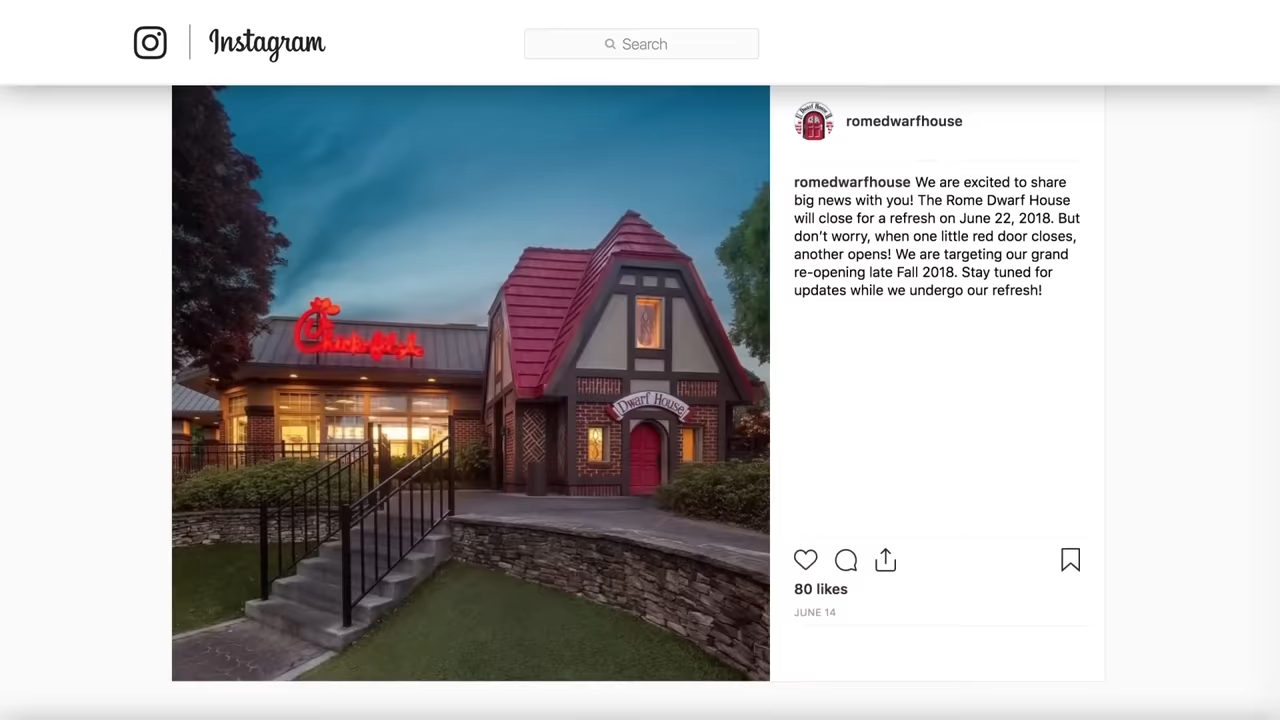 Instagram
Search
romedwarfhouse
romedwarfhouse We are excited to share
big news with you! The Rome Dwarf House
will close for a refresh on June 22, 2018. But
don't worry, when one little red door closes,
another opens! We are targeting our grand
re-opening late Fall 2018. Stay tuned for
updates while we undergo our refresh!
Chick-fil-A
Dwarf House
80 likes
JUNE 14